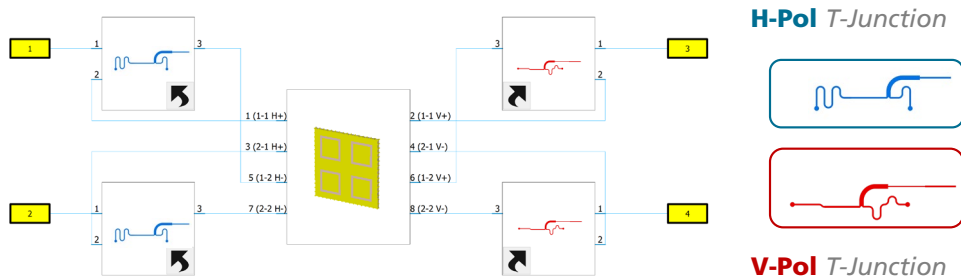 H-Pol T-Junction
1
1
3
2
3
1
3
2
1 (1-1 H+)
2 (1-1 V+)
3 (2-1 H+)
4 (2-1 V-)
5 (1-2 H-)
6 (1-2 V+)
7 (2-2 H-)
8 (2-2 V-)
2
1
3
2
3
1
4
2
V-Pol T-Junction